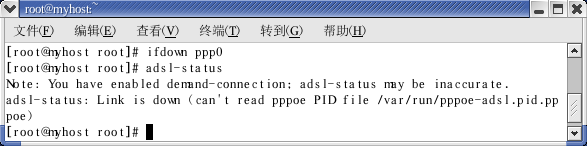 root@myhost:~
文件(F) 编辑(E) 查看(V) 终端(T) 转到(G) 帮助(H)
[root@myhost root]# ifdown ppp0
[root@myhost root]# adsl-status
Note: You have enabled demand-connection; adsl-status may be inaccurate.
adsl-status: Link is down (can't read pppoe PID file /var/run/pppoe-adsl.pid.pp
poe)
[root@myhost root]#